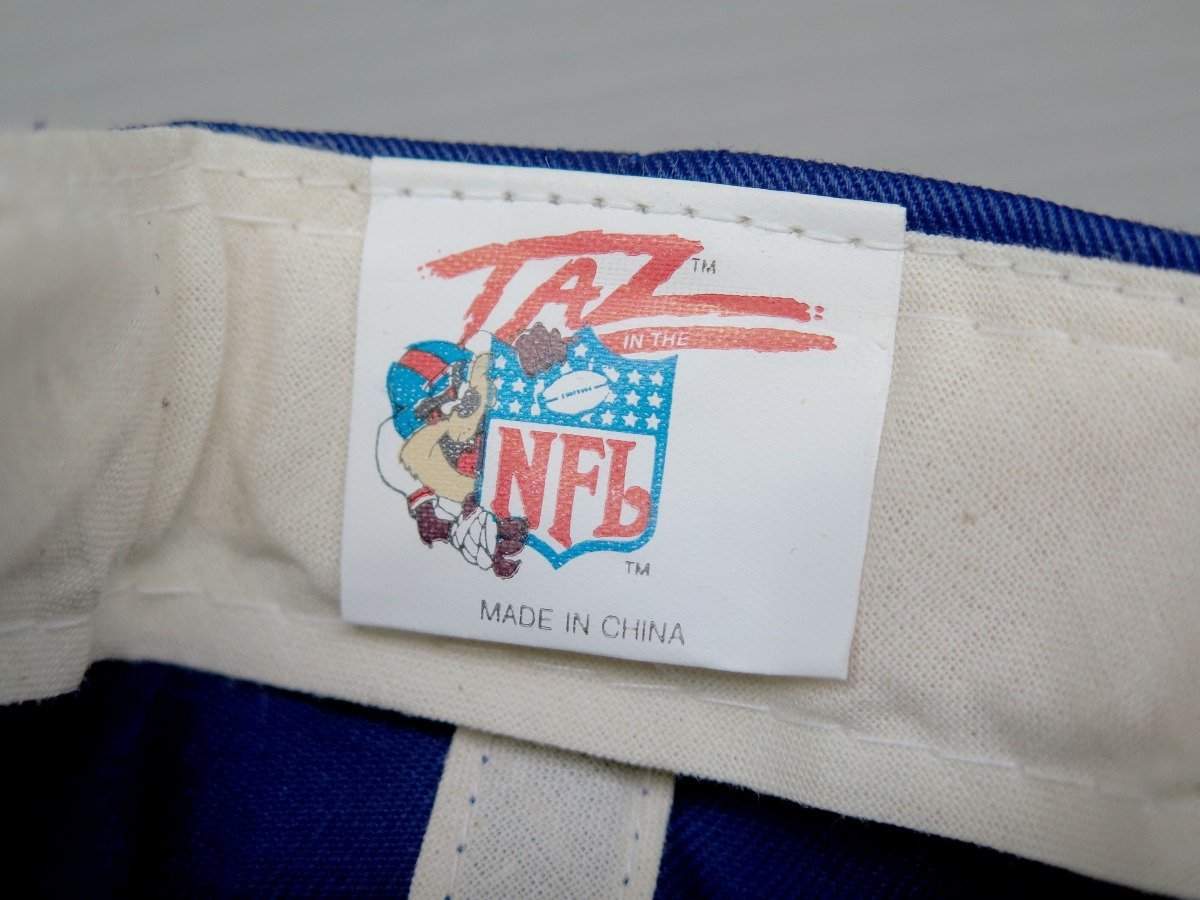 TAZ™
IN THE
NFL
TM
MADE IN CHINA